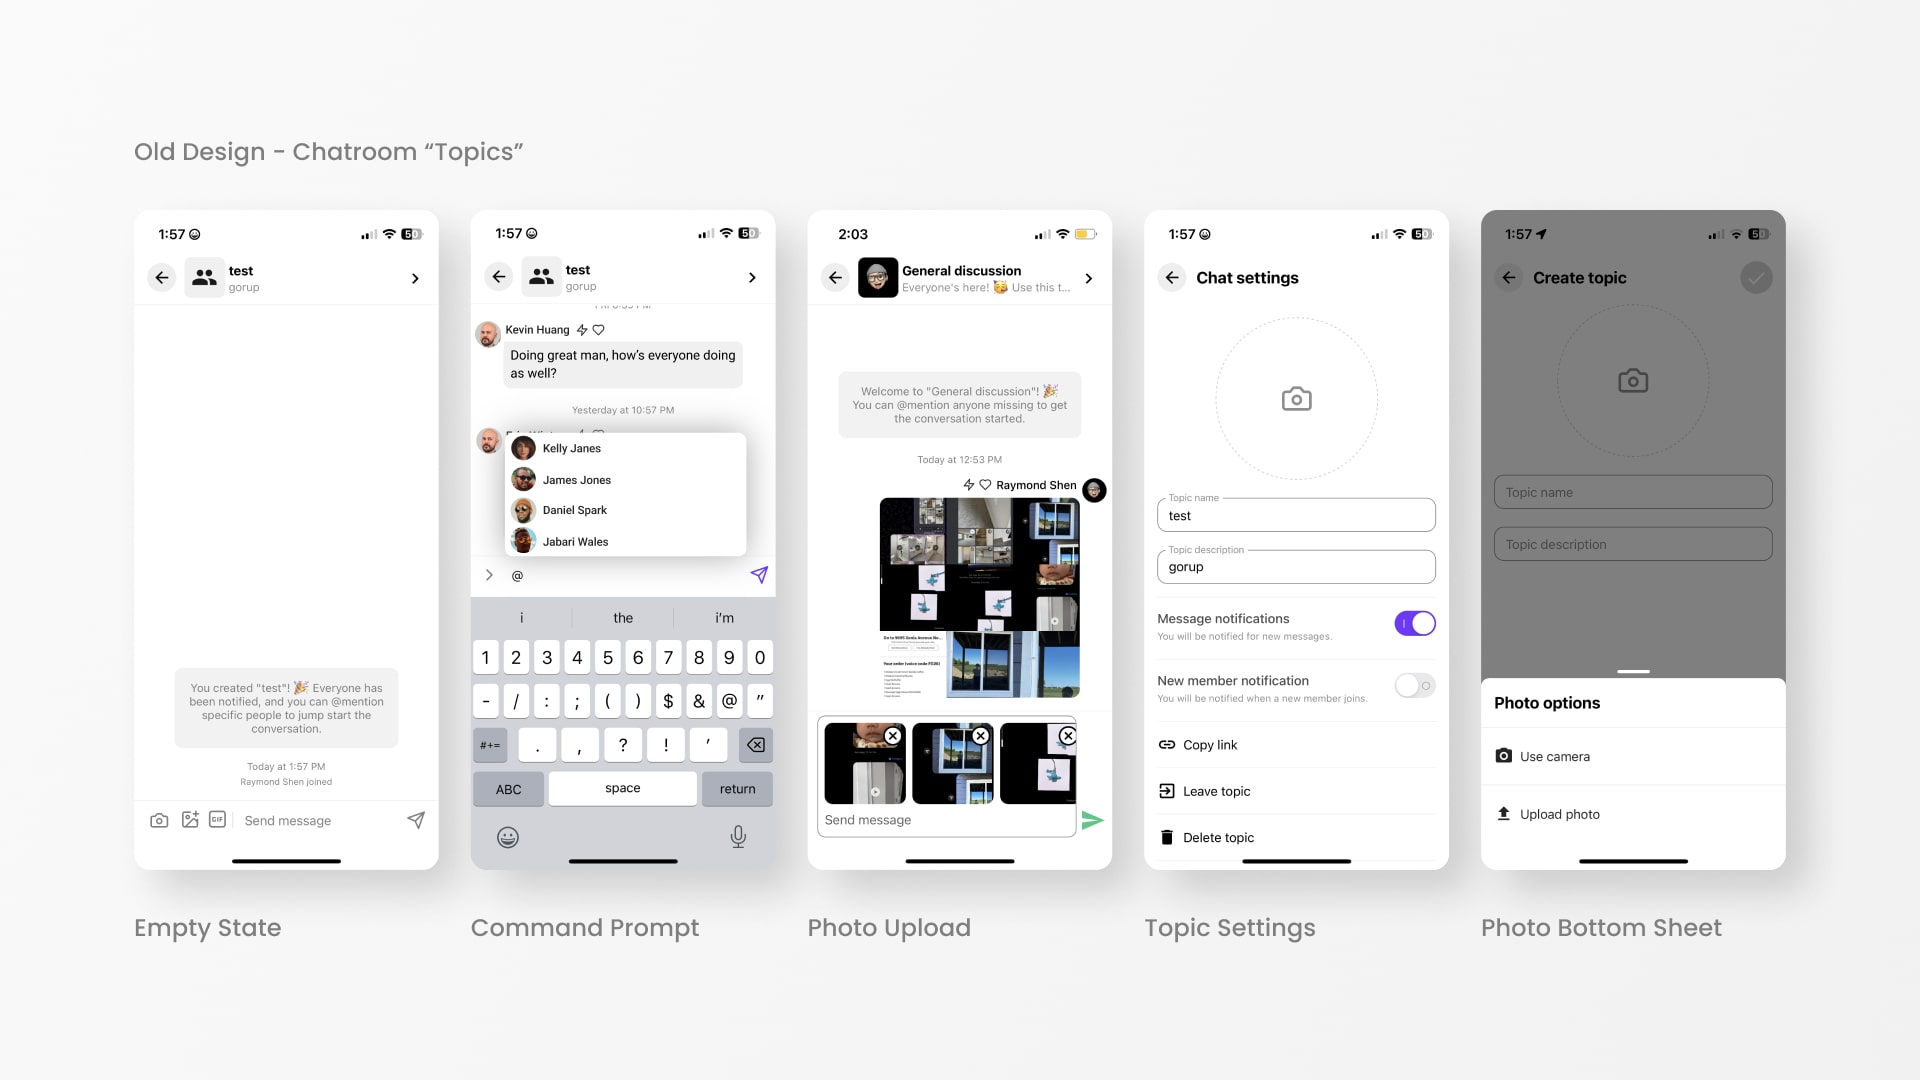 Old Design - Chatroom “Topics”
1:57
50
test
gorup
You created "test"! 🎉 Everyone has
been notified, and you can @mention
specific people to jump start the
conversation.
Today at 1:57 PM
Raymond Shen joined
GIF
Send message
Empty State
1:57
50
test
gorup
Kevin Huang
Doing great man, how’s everyone doing
as well?
Yesterday at 10:57 PM
Kelly Janes
James Jones
Daniel Spark
Jabari Wales
@
i the i’m
1 2 3 4 5 6 7 8 9 0
- / : ; ( ) $ & @ ”
#+= . , ? ! ’
ABC space return
Command Prompt
2:03
General discussion
Everyone's here! 🥳 Use this t...
Welcome to "General discussion"! 🎉
You can @mention anyone missing to get
the conversation started.
Today at 12:53 PM
Raymond Shen
Send message
Photo Upload
1:57
50
Chat settings
Topic name
test
Topic description
gorup
Message notifications
You will be notified for new messages.
New member notification
You will be notified when a new member joins.
Copy link
Leave topic
Delete topic
Topic Settings
1:57
50
Create topic
Topic name
Topic description
Photo options
Use camera
Upload photo
Photo Bottom Sheet